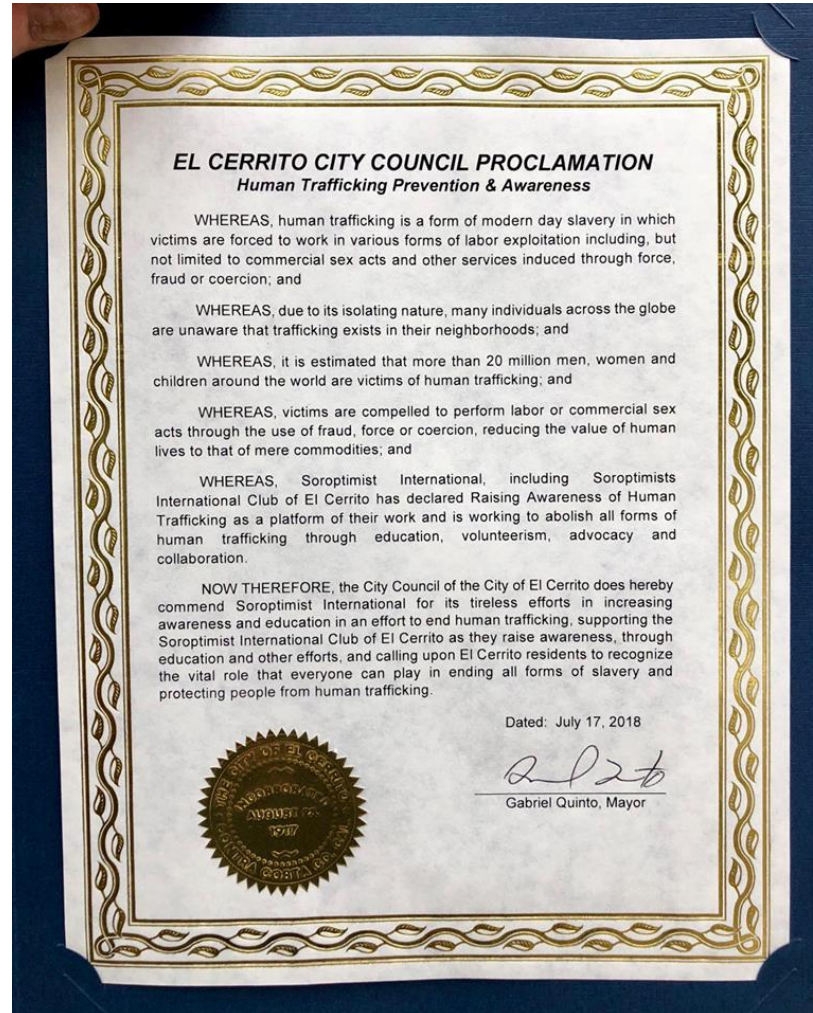 EL CERRITO CITY COUNCIL PROCLAMATION
Human Trafficking Prevention & Awareness
WHEREAS, human trafficking is a form of modern day slavery in which
victims are forced to work in various forms of labor exploitation including, but
not limited to commercial sex acts and other services induced through force,
fraud or coercion; and
WHEREAS, due to its isolating nature, many individuals across the globe
are unaware that trafficking exists in their neighborhoods; and
WHEREAS, it is estimated that more than 20 million men, women and
children around the world are victims of human trafficking; and
WHEREAS, victims are compelled to perform labor or commercial sex
acts through the use of fraud, force or coercion, reducing the value of human
lives to that of mere commodities; and
WHEREAS, Soroptimist International, including Soroptimists
International Club of El Cerrito has declared Raising Awareness of Human
Trafficking as a platform of their work and is working to abolish all forms of
human trafficking through education, volunteerism, advocacy and
collaboration.
NOW THEREFORE, the City Council of the City of El Cerrito does hereby
commend Soroptimist International for its tireless efforts in increasing
awareness and education in an effort to end human trafficking, supporting the
Soroptimist International Club of El Cerrito as they raise awareness, through
education and other efforts, and calling upon El Cerrito residents to recognize
the vital role that everyone can play in ending all forms of slavery and
protecting people from human trafficking.
Dated: July 17, 2018
Gabriel Quinto, Mayor
THE CITY OF EL CERRITO
INCORPORATED
AUGUST
1917
CONTRA COSTA CO. CAL.